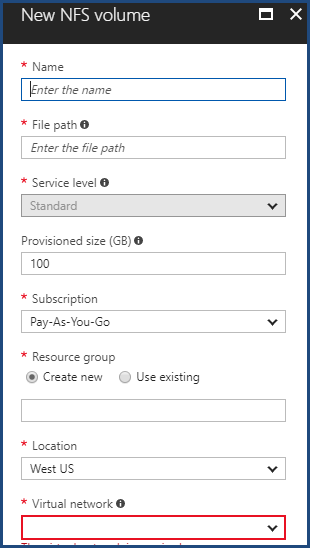 New NFS volume
* Name
Enter the name
* File path
Enter the file path
* Service level
Standard
Provisioned size (GB)
100
* Subscription
Pay-As-You-Go
* Resource group
Create new Use existing
* Location
West US
* Virtual network